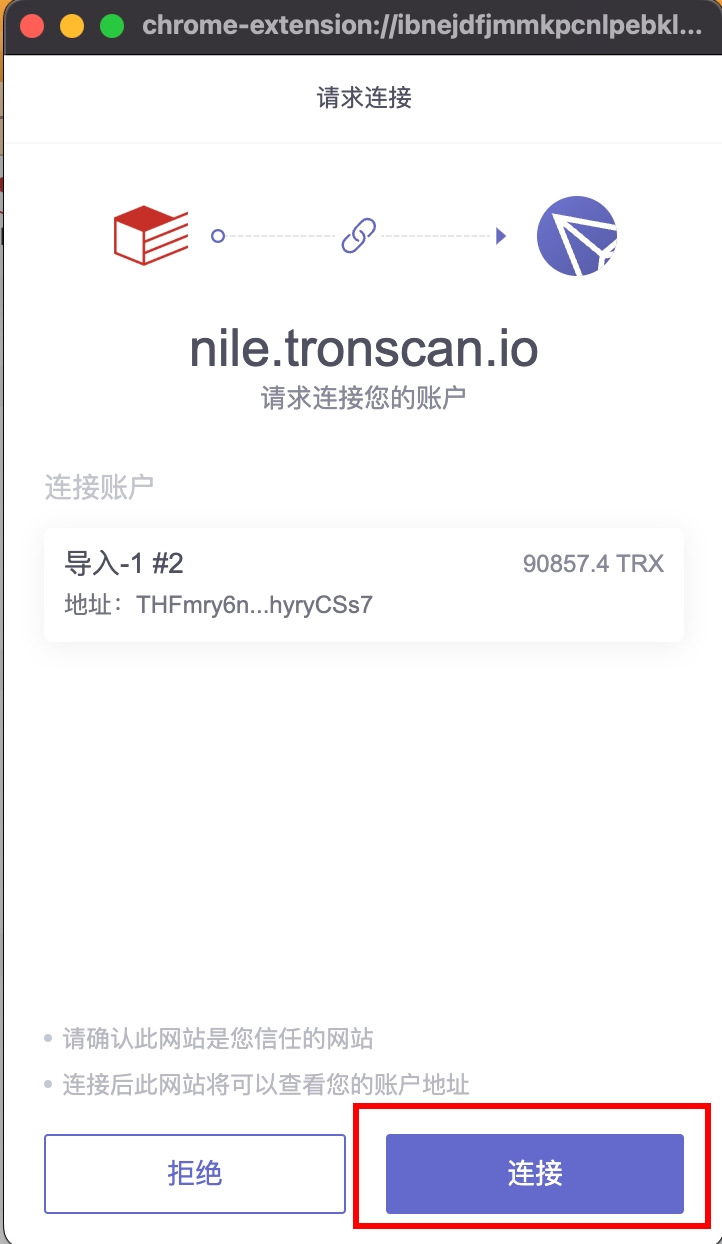 chrome-extension://ibnejdfjmmkpcnlpebkl...
请求连接
nile.tronscan.io
请求连接您的账户
连接账户
导入-1 #2
90857.4 TRX
地址：THFmry6n...hyryCSs7
请确认此网站是您信任的网站
连接后此网站将可以查看您的账户地址
拒绝
连接